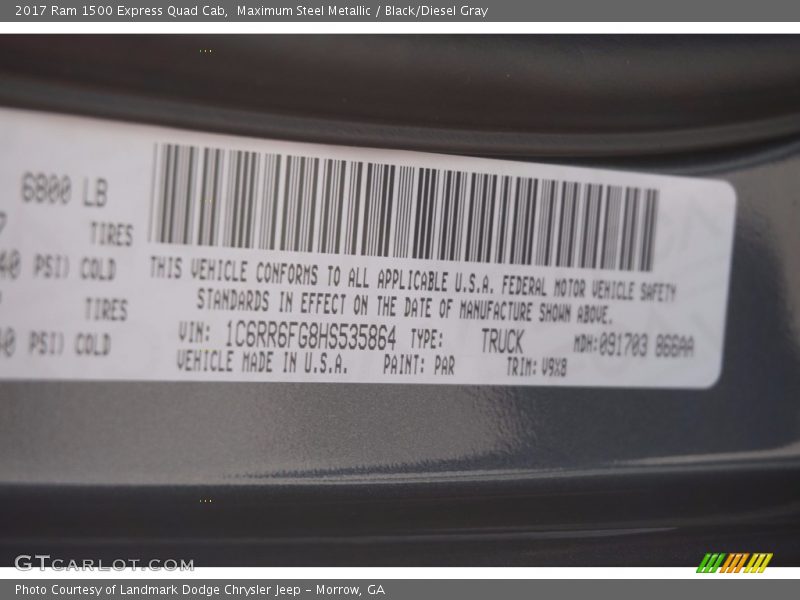 2017 Ram 1500 Express Quad Cab,  Maximum Steel Metallic / Black/Diesel Gray
6800 LB
TIRES
40 PSI) COLD
TIRES
40 PSI) COLD
THIS VEHICLE CONFORMS TO ALL APPLICABLE U.S.A. FEDERAL MOTOR VEHICLE SAFETY
STANDARDS IN EFFECT ON THE DATE OF MANUFACTURE SHOWN ABOVE.
VIN: 1C6RR6FG8HS535864 TYPE: TRUCK MDH:091703 866AA
VEHICLE MADE IN U.S.A. PAINT: PAR TRIM: V9X8
GTCARLOT.COM
Photo Courtesy of Landmark Dodge Chrysler Jeep – Morrow, GA